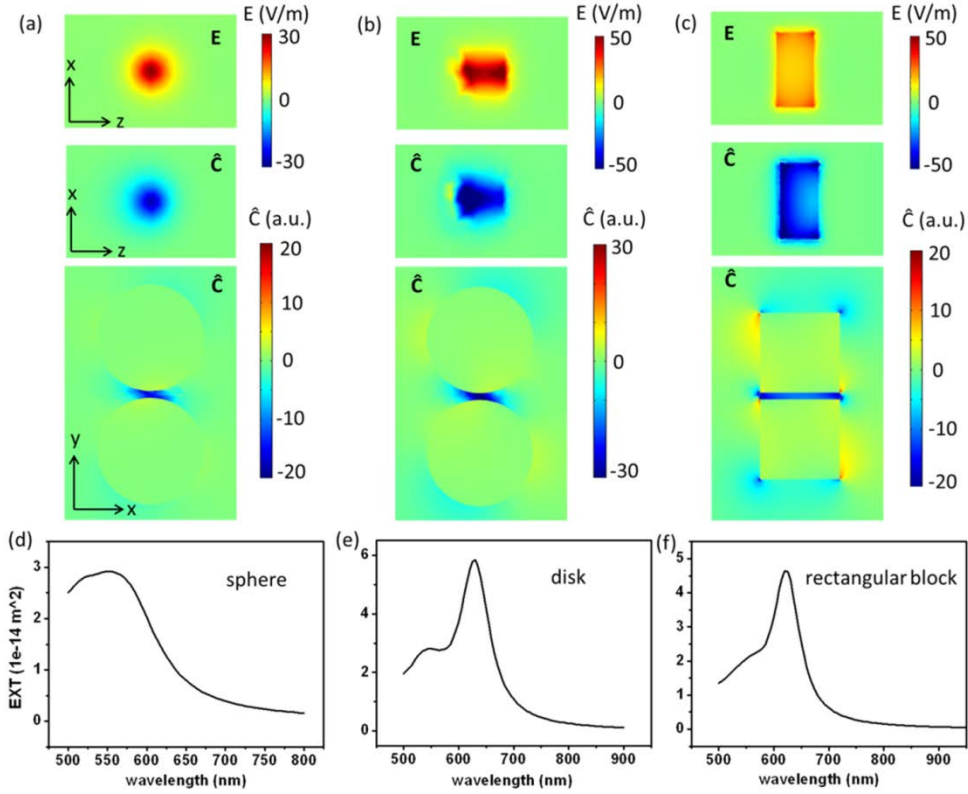 (a)
E (V/m)
E
30
0
-30
x
z
Ĉ
x
z
Ĉ (a.u.)
20
10
0
-10
-20
Ĉ
y
x
(b)
E (V/m)
E
50
0
-50
Ĉ
Ĉ (a.u.)
30
0
-30
Ĉ
(c)
E (V/m)
E
50
0
-50
Ĉ
Ĉ (a.u.)
20
10
0
-10
-20
Ĉ
(d)
sphere
EXT (1e-14 m^2)
3
2
1
0
500 550 600 650 700 750 800
wavelength (nm)
(e)
disk
6
4
2
0
500 600 700 800 900
wavelength (nm)
(f)
rectangular block
5
4
3
2
1
0
500 600 700 800 900
wavelength (nm)